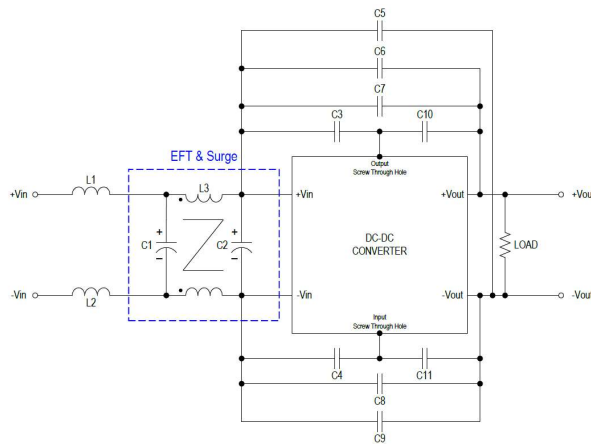 C5
C6
C7
C3 C10
EFT & Surge
Output
Screw Through Hole
L1 L3
+Vin +Vin +Vout +Vout
+ +
C1 C2
− −
DC-DC
CONVERTER
LOAD
-Vin -Vin -Vout -Vout
L2
Input
Screw Through Hole
C4 C11
C8
C9